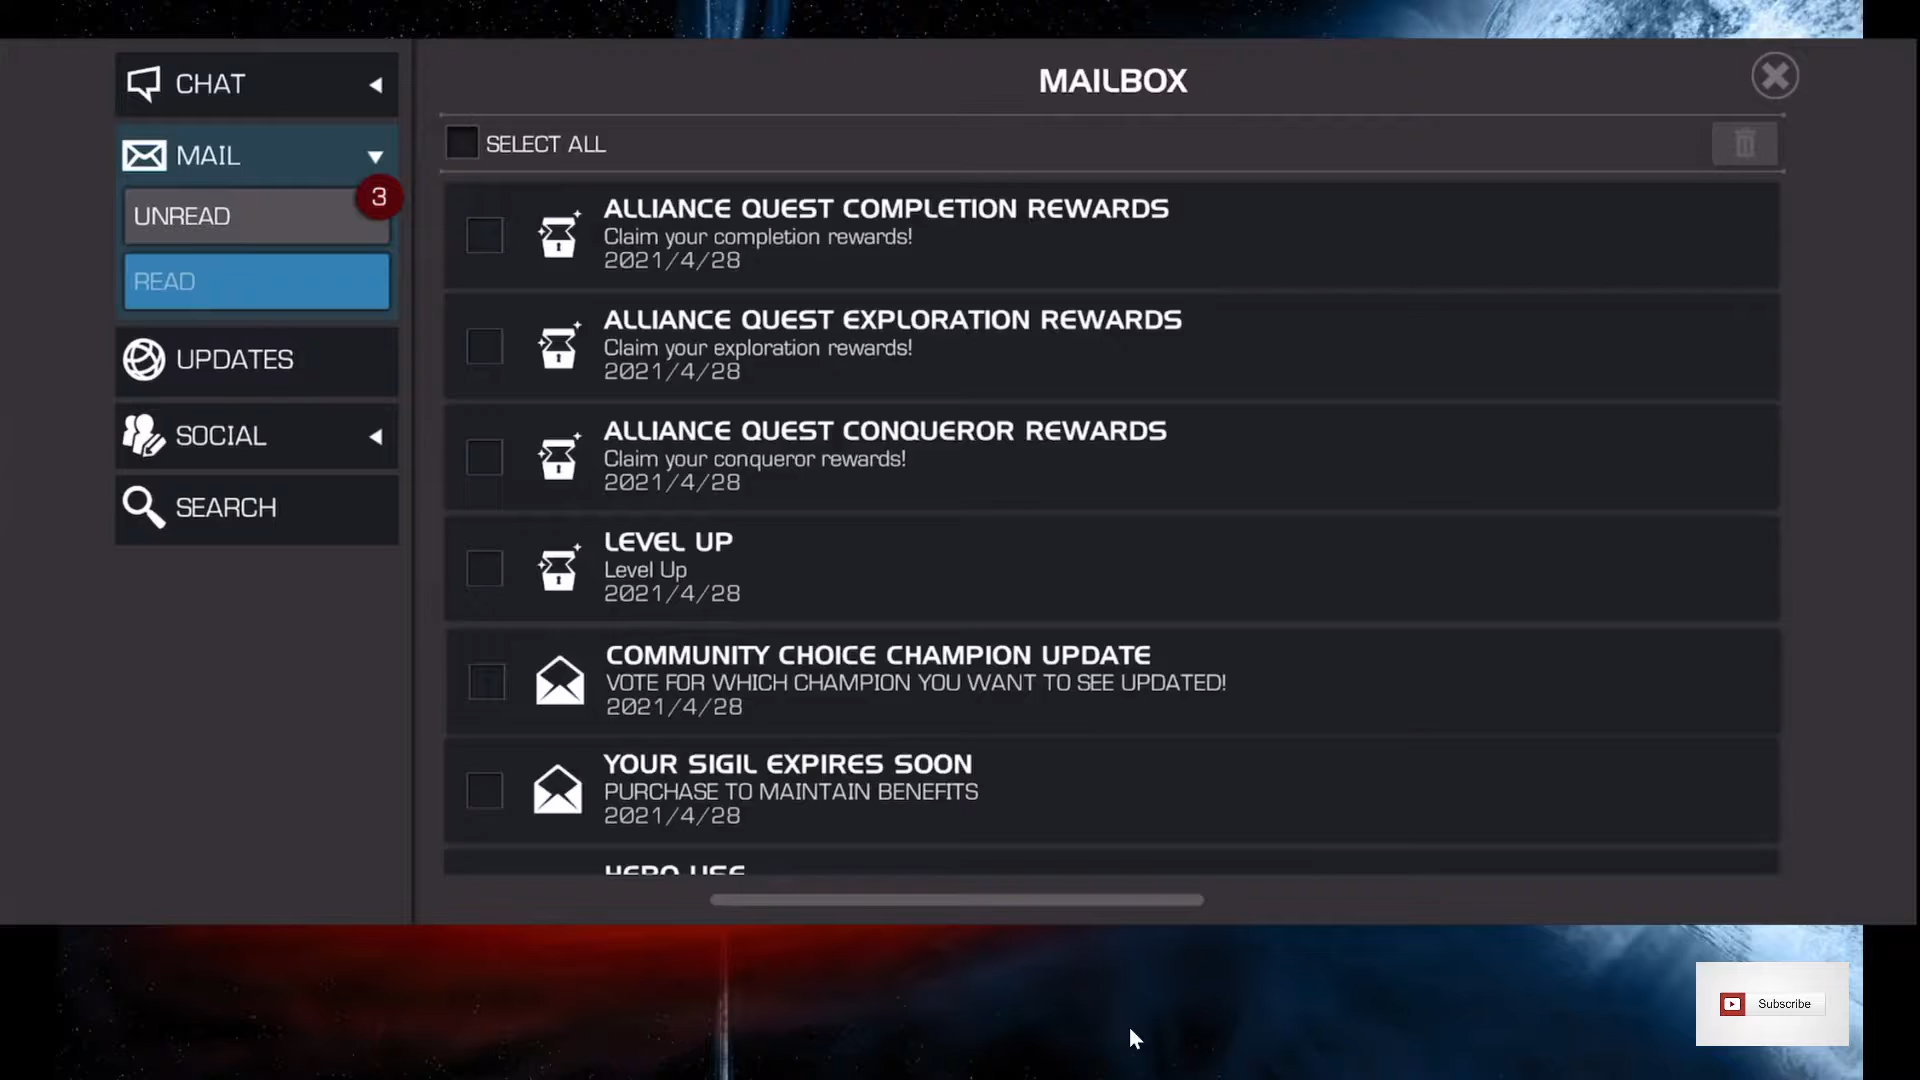 CHAT
MAIL
3
UNREAD
READ
UPDATES
SOCIAL
SEARCH
MAILBOX
SELECT ALL
ALLIANCE QUEST COMPLETION REWARDS
Claim your completion rewards!
2021/4/28
ALLIANCE QUEST EXPLORATION REWARDS
Claim your exploration rewards!
2021/4/28
ALLIANCE QUEST CONQUEROR REWARDS
Claim your conqueror rewards!
2021/4/28
LEVEL UP
Level Up
2021/4/28
COMMUNITY CHOICE CHAMPION UPDATE
VOTE FOR WHICH CHAMPION YOU WANT TO SEE UPDATED!
2021/4/28
YOUR SIGIL EXPIRES SOON
PURCHASE TO MAINTAIN BENEFITS
2021/4/28
HERO USE
Subscribe